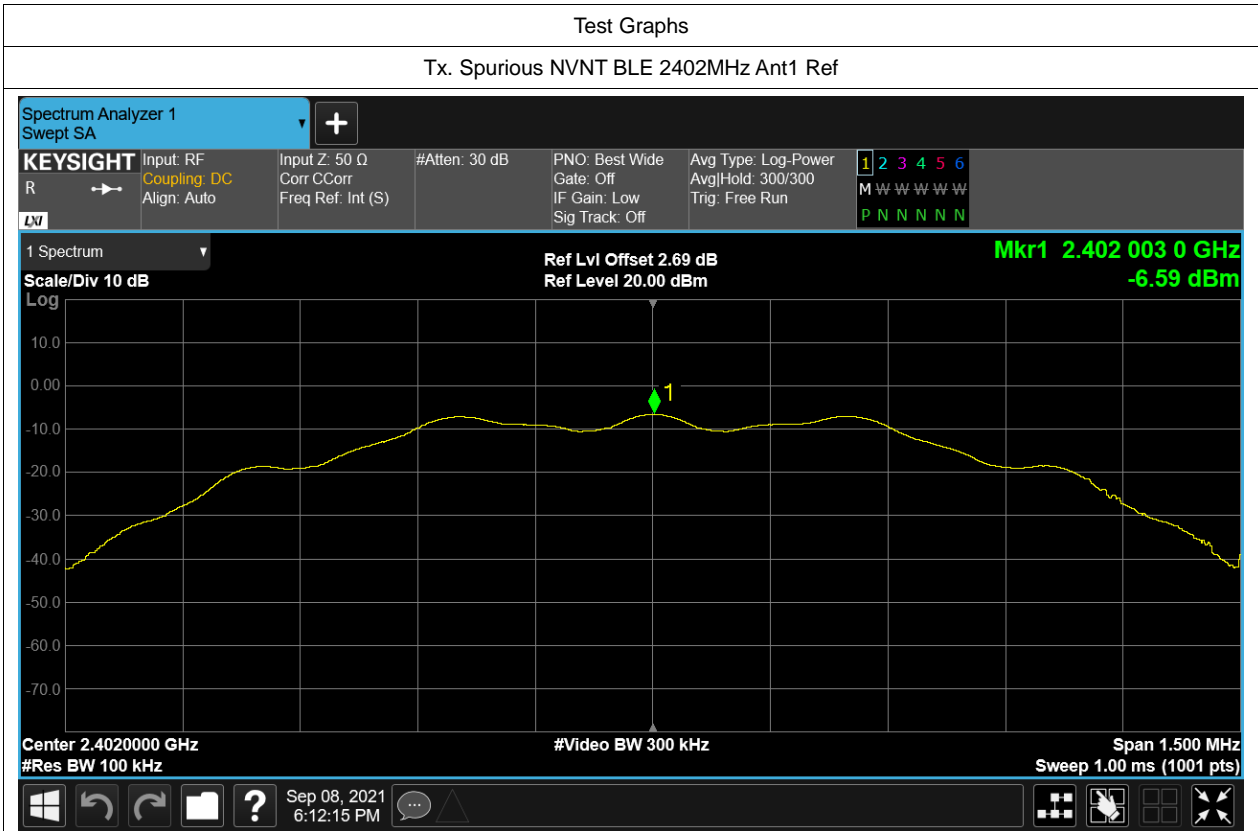 Test Graphs
Tx. Spurious NVNT BLE 2402MHz Ant1 Ref
Spectrum Analyzer 1
Swept SA
KEYSIGHT
R
LXI
Input: RF
Coupling: DC
Align: Auto
Input Z: 50 Ω
Corr CCorr
Freq Ref: Int (S)
#Atten: 30 dB
PNO: Best Wide
Gate: Off
IF Gain: Low
Sig Track: Off
Avg Type: Log-Power
Avg|Hold: 300/300
Trig: Free Run
1 2 3 4 5 6
M W W W W W
P N N N N N
1 Spectrum
Scale/Div 10 dB
Log
Ref Lvl Offset 2.69 dB
Ref Level 20.00 dBm
Mkr1 2.402 003 0 GHz
-6.59 dBm
10.0
0.00
-10.0
-20.0
-30.0
-40.0
-50.0
-60.0
-70.0
1
Center 2.4020000 GHz
#Res BW 100 kHz
#Video BW 300 kHz
Span 1.500 MHz
Sweep 1.00 ms (1001 pts)
?
Sep 08, 2021
6:12:15 PM